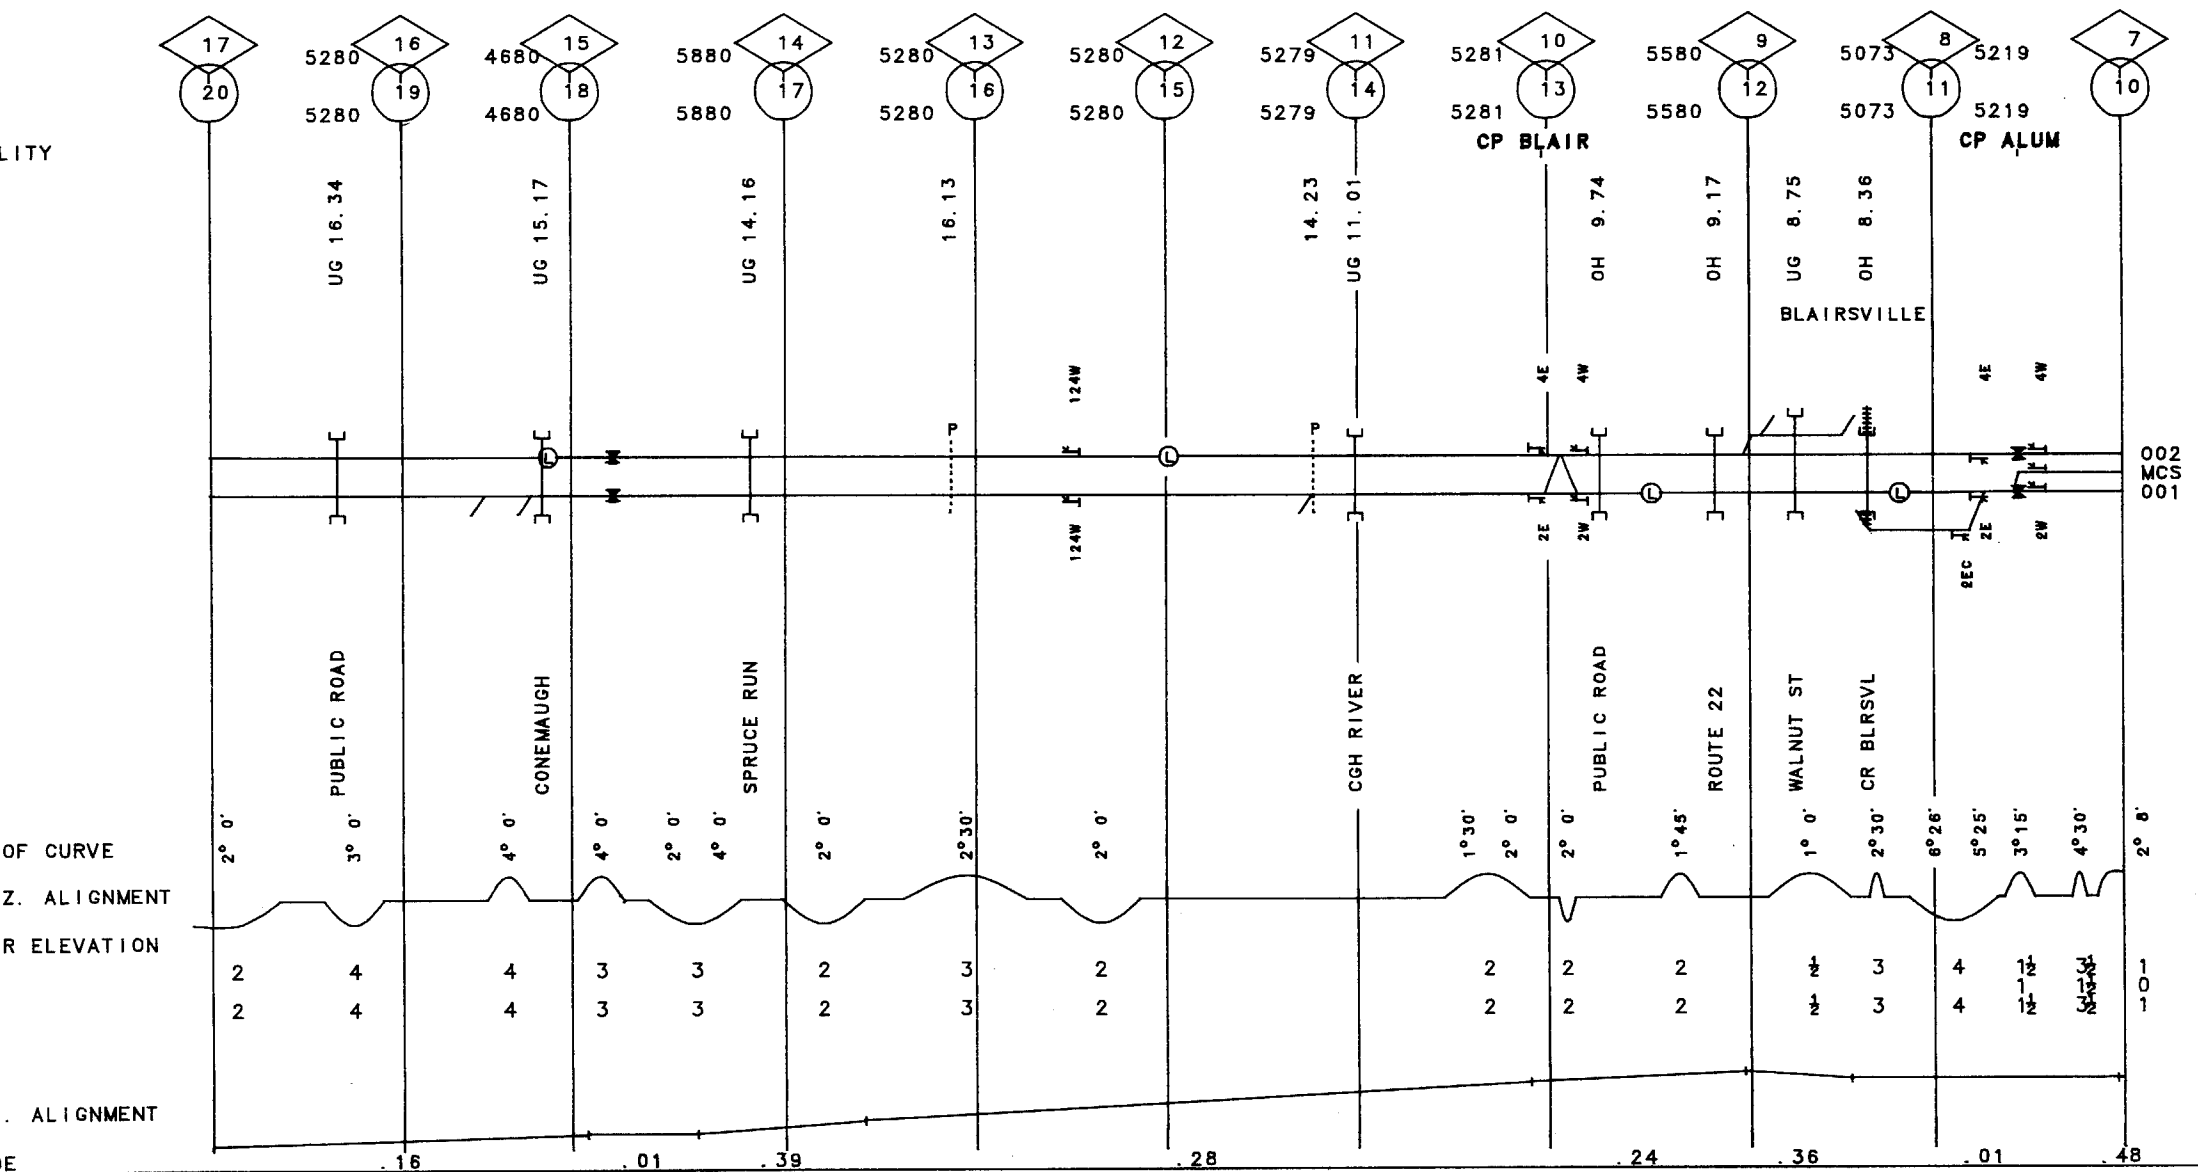 17 16 15 14 13 12 11 10 9 8 7
5280 4680 5880 5280 5280 5279 5281 5580 5073 5219
20 19 18 17 16 15 14 13 12 11 10
5280 4680 5880 5280 5280 5279 5281 5580 5073 5219
CP BLAIR CP ALUM
LITY
UG 16.34
UG 15.17
UG 14.16
16.13
14.23
UG 11.01
OH 9.74
OH 9.17
UG 8.75
OH 8.36
BLAIRSVILLE
124W 4E 4W 4E 4W
P P
L L
002
MCS
L L
001
124W 2E 2W 2E 2W
2EC
PUBLIC ROAD
CONEMAUGH
SPRUCE RUN
CGH RIVER
PUBLIC ROAD
ROUTE 22
WALNUT ST
CR BLRSVL
OF CURVE
2° 0' 3° 0' 4° 0' 4° 0' 2° 0' 4° 0' 2° 0' 2°30' 2° 0' 1°30' 2° 0' 2° 0' 1°45' 1° 0' 2°30' 6°26' 5°25' 3°15' 4°30' 2° 8'
Z. ALIGNMENT
R ELEVATION
2 4 4 3 3 2 3 2 2 2 2 ½ 3 4 1½ 3½ 1
1 1½ 0
2 4 4 3 3 2 3 2 2 2 2 ½ 3 4 1½ 3½ 1
. ALIGNMENT
DE .16 .01 .39 .28 .24 .36 .01 .48